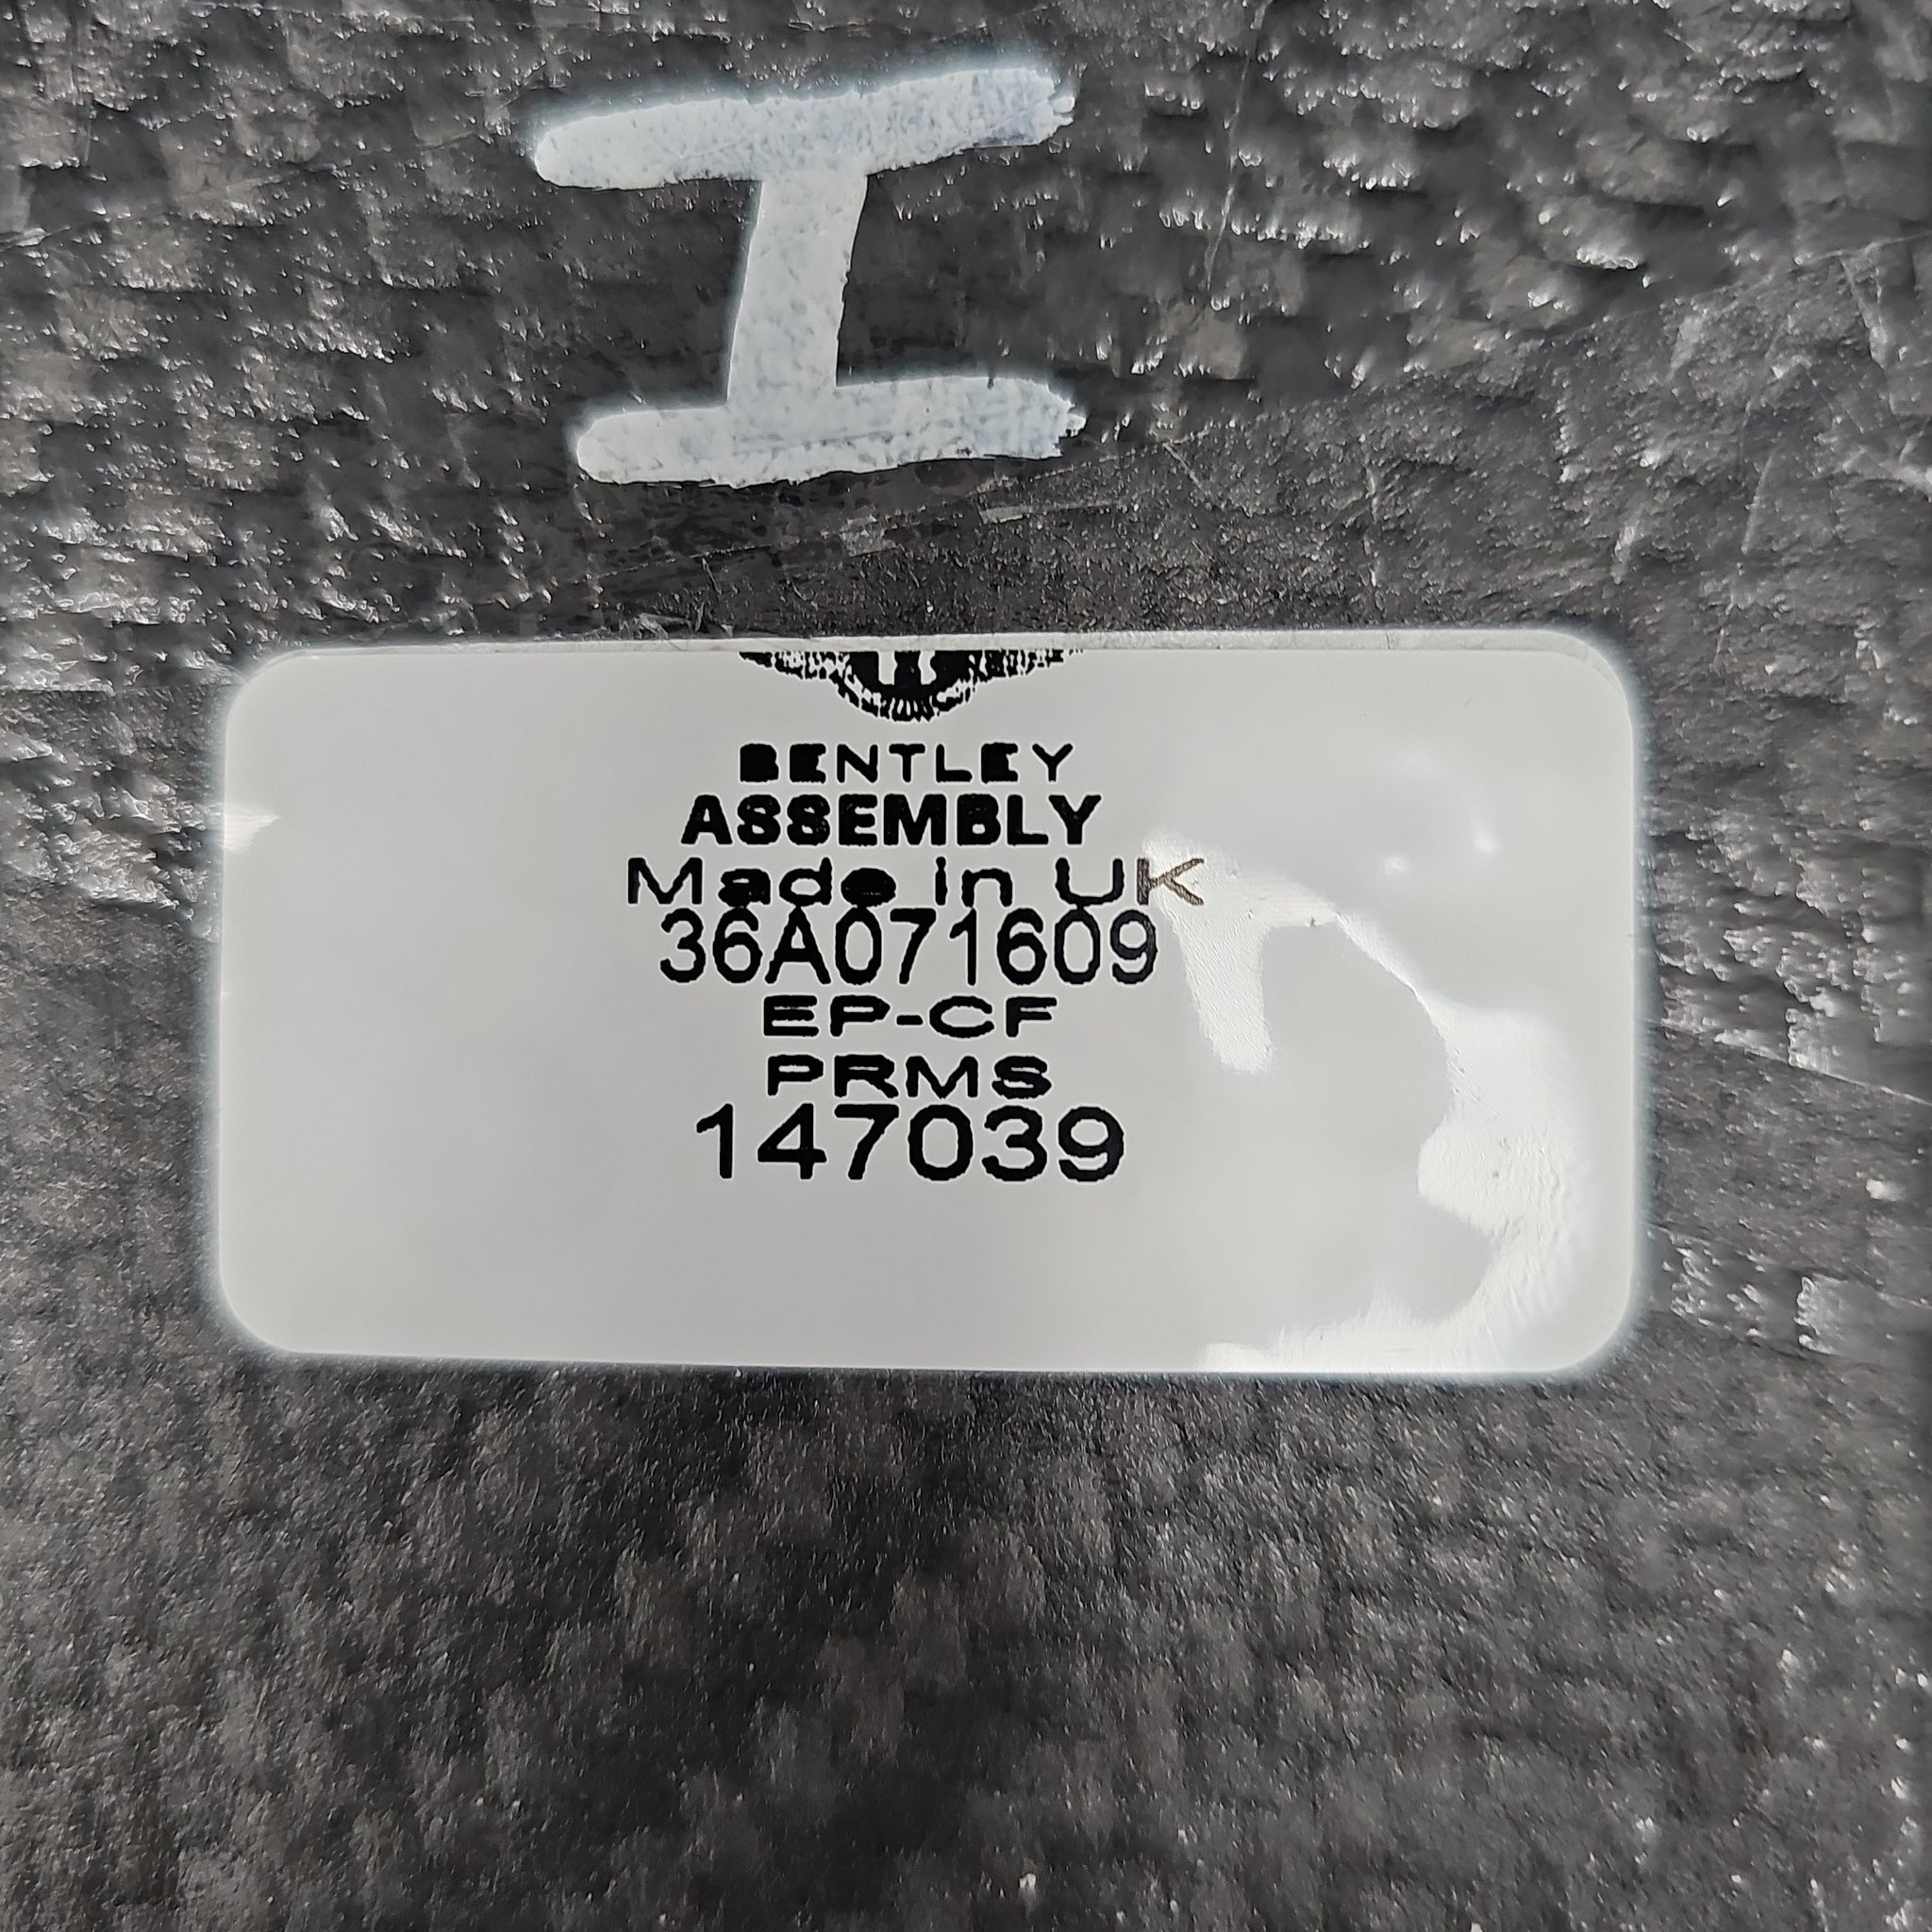 I
BENTLEY
ASSEMBLY
Made in UK
36A071609
EP-CF
PRMS
147039